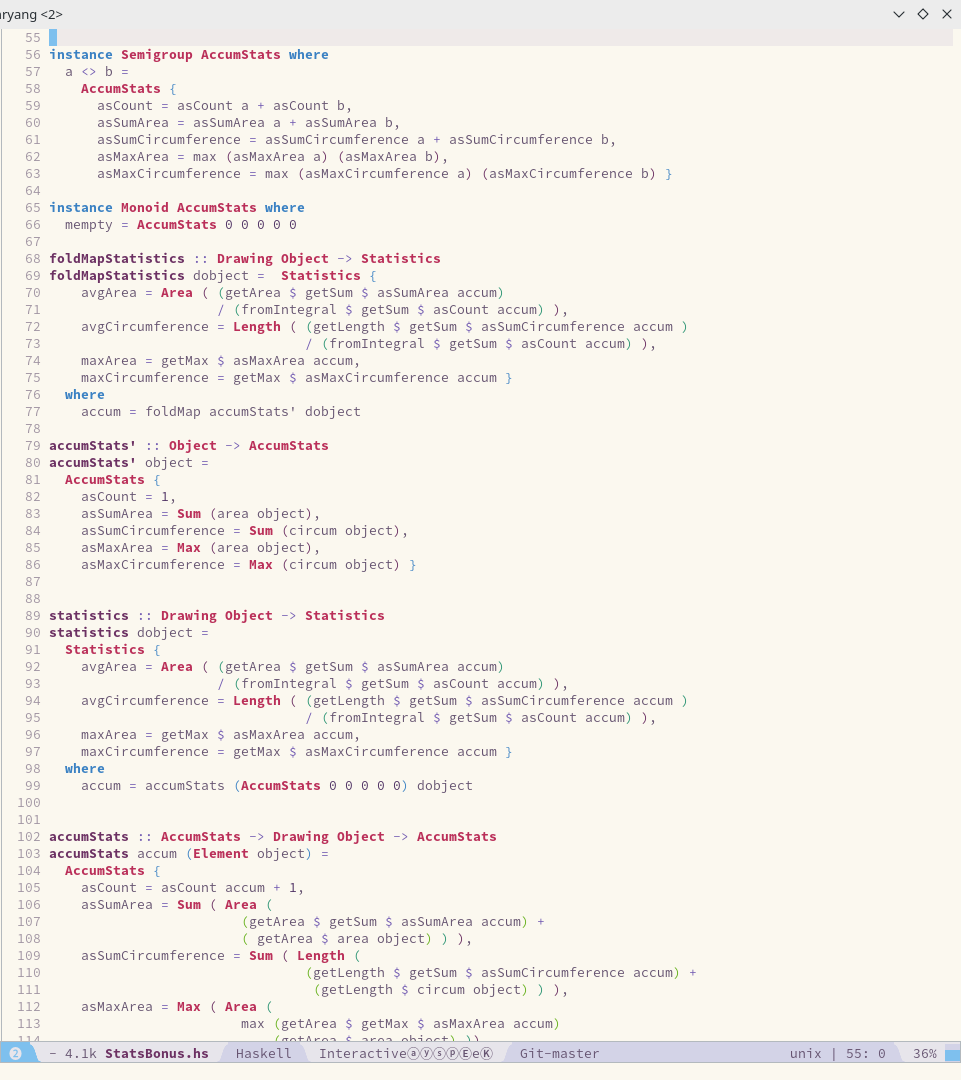 ryang <2>
55
56 instance Semigroup AccumStats where
57   a <> b =
58     AccumStats {
59       asCount = asCount a + asCount b,
60       asSumArea = asSumArea a + asSumArea b,
61       asSumCircumference = asSumCircumference a + asSumCircumference b,
62       asMaxArea = max (asMaxArea a) (asMaxArea b),
63       asMaxCircumference = max (asMaxCircumference a) (asMaxCircumference b) }
64
65 instance Monoid AccumStats where
66   mempty = AccumStats 0 0 0 0 0
67
68 foldMapStatistics :: Drawing Object -> Statistics
69 foldMapStatistics dobject =  Statistics {
70     avgArea = Area ( (getArea $ getSum $ asSumArea accum)
71                      / (fromIntegral $ getSum $ asCount accum) ),
72     avgCircumference = Length ( (getLength $ getSum $ asSumCircumference accum )
73                                 / (fromIntegral $ getSum $ asCount accum) ),
74     maxArea = getMax $ asMaxArea accum,
75     maxCircumference = getMax $ asMaxCircumference accum }
76   where
77     accum = foldMap accumStats' dobject
78
79 accumStats' :: Object -> AccumStats
80 accumStats' object =
81   AccumStats {
82     asCount = 1,
83     asSumArea = Sum (area object),
84     asSumCircumference = Sum (circum object),
85     asMaxArea = Max (area object),
86     asMaxCircumference = Max (circum object) }
87
88
89 statistics :: Drawing Object -> Statistics
90 statistics dobject =
91   Statistics {
92     avgArea = Area ( (getArea $ getSum $ asSumArea accum)
93                      / (fromIntegral $ getSum $ asCount accum) ),
94     avgCircumference = Length ( (getLength $ getSum $ asSumCircumference accum )
95                                 / (fromIntegral $ getSum $ asCount accum) ),
96     maxArea = getMax $ asMaxArea accum,
97     maxCircumference = getMax $ asMaxCircumference accum }
98   where
99     accum = accumStats (AccumStats 0 0 0 0 0) dobject
100
101
102 accumStats :: AccumStats -> Drawing Object -> AccumStats
103 accumStats accum (Element object) =
104   AccumStats {
105     asCount = asCount accum + 1,
106     asSumArea = Sum ( Area (
107                         (getArea $ getSum $ asSumArea accum) +
108                         ( getArea $ area object) ) ),
109     asSumCircumference = Sum ( Length (
110                                 (getLength $ getSum $ asSumCircumference accum) +
111                                  (getLength $ circum object) ) ),
112     asMaxArea = Max ( Area (
113                         max (getArea $ getMax $ asMaxArea accum)
114                             (getArea $ area object) ))
② - 4.1k StatsBonus.hs Haskell InteractiveⓐⓨⓢⓟⒺeⓀ Git-master unix | 55: 0 36%